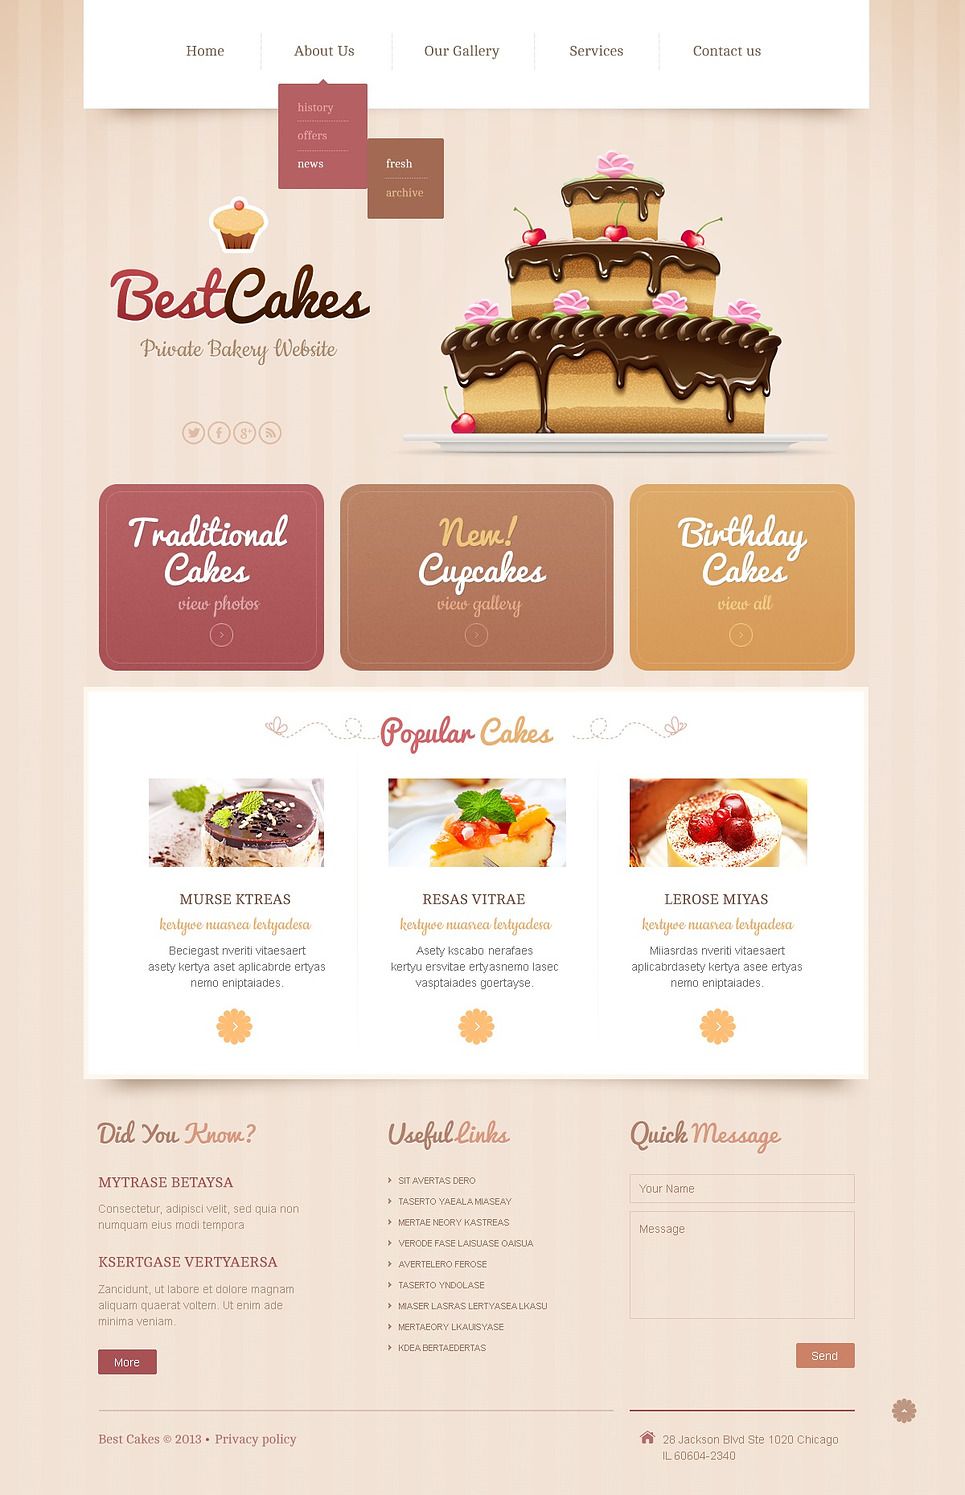 Home
About Us
Our Gallery
Services
Contact us
history
offers
news
fresh
archive
BestCakes
Private Bakery Website
Traditional
Cakes
view photos
New!
Cupcakes
view gallery
Birthday
Cakes
view all
Popular Cakes
MURSE KTREAS
kertywe nuasrea lertyadesa
Beciegast nveriti vitaesaert
asety kertya aset aplicabrde ertyas
nemo eniptaiades.
RESAS VITRAE
kertywe nuasrea lertyadesa
Asety kscabo nerafaes
kertyu ersvitae ertyasnemo lasec
vasptaiades goertayse.
LEROSE MIYAS
kertywe nuasrea lertyadesa
Miiasrdas nveriti vitaesaert
aplicabrdasety kertya asee ertyas
nemo eniptaiades.
Did You Know?
MYTRASE BETAYSA
Consectetur, adipisci velit, sed quia non
numquam eius modi tempora
KSERTGASE VERTYAERSA
Zancidunt, ut labore et dolore magnam
aliquam quaerat voltem. Ut enim ade
minima veniam.
More
Useful Links
SIT AVERTAS DERO
TASERTO YAEALA MIASEAY
MERTAE NEORY KASTREAS
VERODE FASE LAISUASE OAISUA
AVERTELERO FEROSE
TASERTO YNDOLASE
MIASER LASRAS LERTYASEA LKASU
MERTAEORY LKAUISYASE
KDEA BERTAEDERTAS
Quick Message
Your Name
Message
Send
Best Cakes © 2013 • Privacy policy
28 Jackson Blvd Ste 1020 Chicago
IL 60604-2340